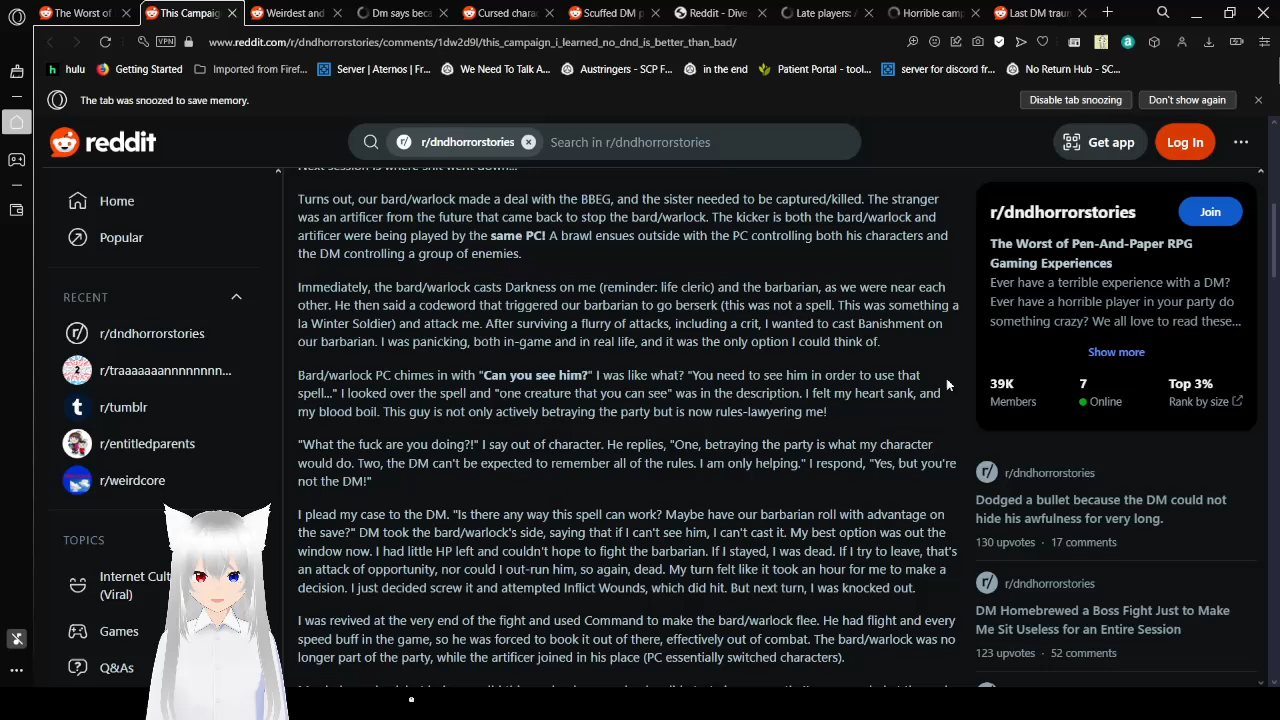 The Worst of
This Campaig
Weirdest and
Dm says beca
Cursed chara
Scuffed DM p
Reddit - Dive
Late players: A
Horrible camp
Last DM traun
VPN
www.reddit.com/r/dndhorrorstories/comments/1dw2d9l/this_campaign_i_learned_no_dnd_is_better_than_bad/
hulu
Getting Started
Imported from Firef...
Server | Aternos | Fr...
We Need To Talk A...
Austringers - SCP F...
in the end
Patient Portal - tool...
server for discord fr...
No Return Hub - SC...
The tab was snoozed to save memory.
Disable tab snoozing
Don't show again
reddit
r/dndhorrorstories
Search in r/dndhorrorstories
Get app
Log In
Home
Popular
RECENT
r/dndhorrorstories
r/traaaaaaannnnnnnn...
r/tumblr
r/entitledparents
r/weirdcore
TOPICS
Internet Cult
(Viral)
Games
Q&As
Turns out, our bard/warlock made a deal with the BBEG, and the sister needed to be captured/killed. The stranger
was an artificer from the future that came back to stop the bard/warlock. The kicker is both the bard/warlock and
artificer were being played by the same PC! A brawl ensues outside with the PC controlling both his characters and
the DM controlling a group of enemies.
Immediately, the bard/warlock casts Darkness on me (reminder: life cleric) and the barbarian, as we were near each
other. He then said a codeword that triggered our barbarian to go berserk (this was not a spell. This was something a
la Winter Soldier) and attack me. After surviving a flurry of attacks, including a crit, I wanted to cast Banishment on
our barbarian. I was panicking, both in-game and in real life, and it was the only option I could think of.
Bard/warlock PC chimes in with "Can you see him?" I was like what? "You need to see him in order to use that
spell..." I looked over the spell and "one creature that you can see" was in the description. I felt my heart sank, and
my blood boil. This guy is not only actively betraying the party but is now rules-lawyering me!
"What the fuck are you doing?!" I say out of character. He replies, "One, betraying the party is what my character
would do. Two, the DM can't be expected to remember all of the rules. I am only helping." I respond, "Yes, but you're
not the DM!"
I plead my case to the DM. "Is there any way this spell can work? Maybe have our barbarian roll with advantage on
the save?" DM took the bard/warlock's side, saying that if I can't see him, I can't cast it. My best option was out the
window now. I had little HP left and couldn't hope to fight the barbarian. If I stayed, I was dead. If I try to leave, that's
an attack of opportunity, nor could I out-run him, so again, dead. My turn felt like it took an hour for me to make a
decision. I just decided screw it and attempted Inflict Wounds, which did hit. But next turn, I was knocked out.
I was revived at the very end of the fight and used Command to make the bard/warlock flee. He had flight and every
speed buff in the game, so he was forced to book it out of there, effectively out of combat. The bard/warlock was no
longer part of the party, while the artificer joined in his place (PC essentially switched characters).
r/dndhorrorstories
Join
The Worst of Pen-And-Paper RPG
Gaming Experiences
Ever have a terrible experience with a DM?
Ever have a horrible player in your party do
something crazy? We all love to read these...
Show more
39K
Members
7
Online
Top 3%
Rank by size
r/dndhorrorstories
Dodged a bullet because the DM could not
hide his awfulness for very long.
130 upvotes · 17 comments
r/dndhorrorstories
DM Homebrewed a Boss Fight Just to Make
Me Sit Useless for an Entire Session
123 upvotes · 52 comments